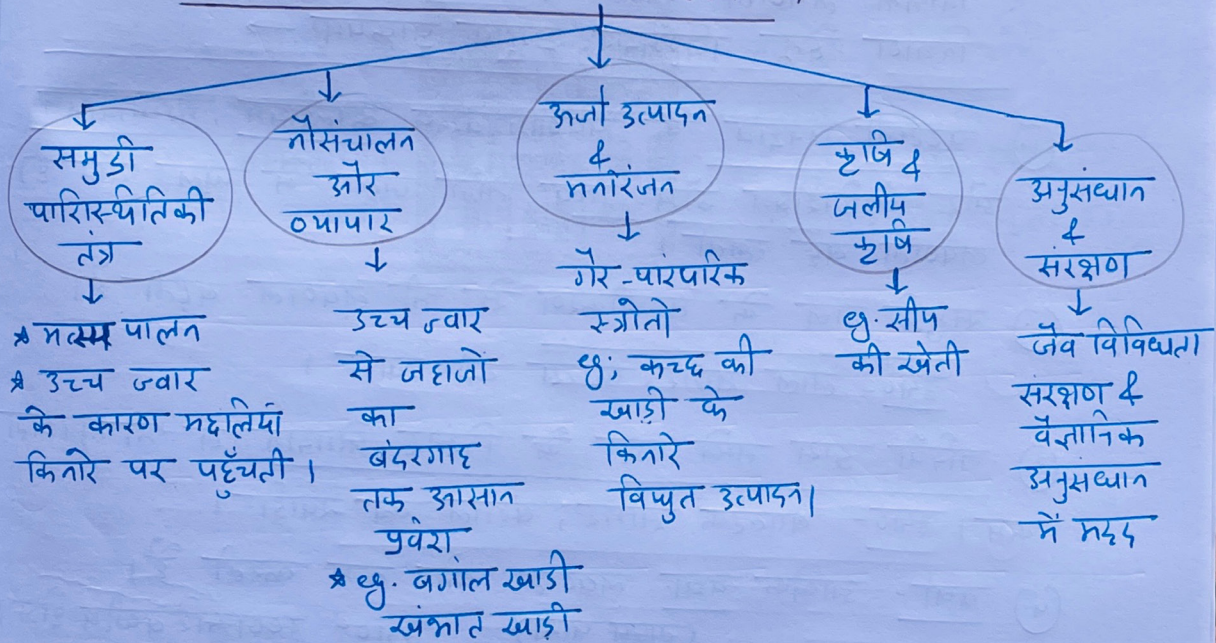 समुद्री
पारिस्थितिकी
तंत्र
★ मत्स्य पालन
★ उच्च ज्वार
के कारण मछलियां
किनारे पर पहुँचती ।
नौसंचालन
और
व्यापार
उच्च ज्वार
से जहाजों
का
बंदरगाह
तक आसान
प्रवेश
★ eg. बगांल खाडी
खंभात खाड़ी
ऊर्जा उत्पादन
&
मनोरंजन
गैर-पारंपरिक
स्त्रोतो
eg; कच्छ की
खाड़ी के
किनारे
विघुत उत्पादन।
कृषि &
जलीय
कृषि
eg. सीप
की खेती
अनुसंधान
&
संरक्षण
जैव विविधता
संरक्षण &
वैज्ञानिक
अनुसंधान
में मदद